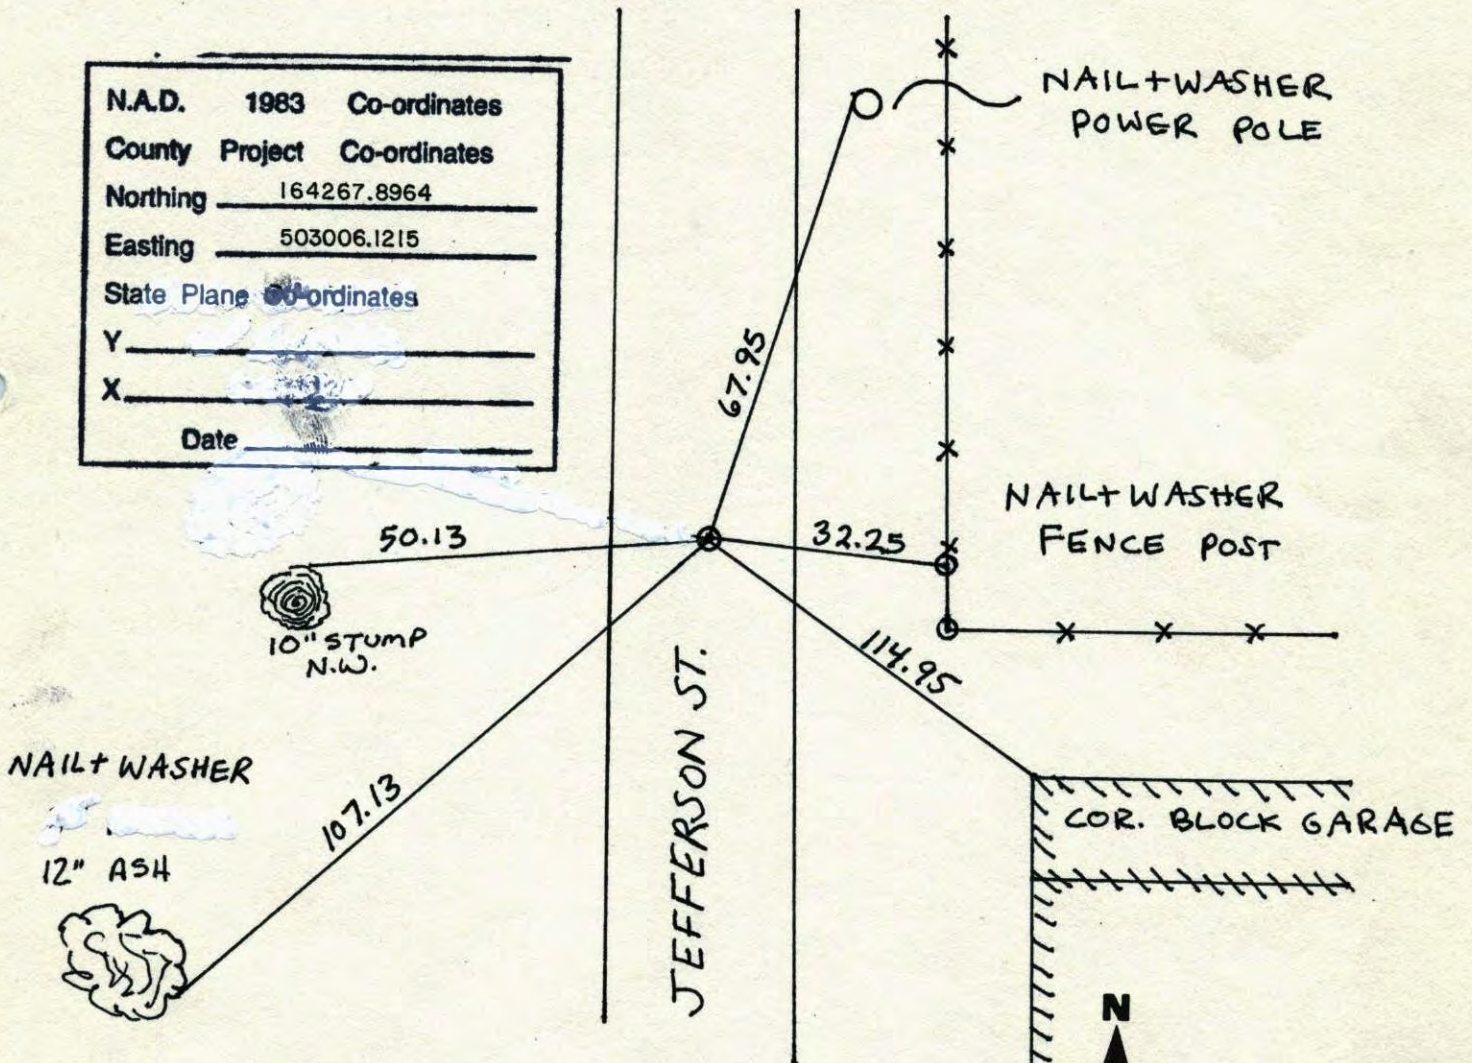 N.A.D. 1983 Co-ordinates
County Project Co-ordinates
Northing 164267.8964
Easting 503006.1215
State Plane Co-ordinates
Y
X
Date
NAIL+WASHER
POWER POLE
67.95
50.13
32.25
NAIL+WASHER
FENCE POST
10" STUMP
N.W.
114.95
JEFFERSON ST.
NAIL+WASHER
12" ASH
107.13
COR. BLOCK GARAGE
N